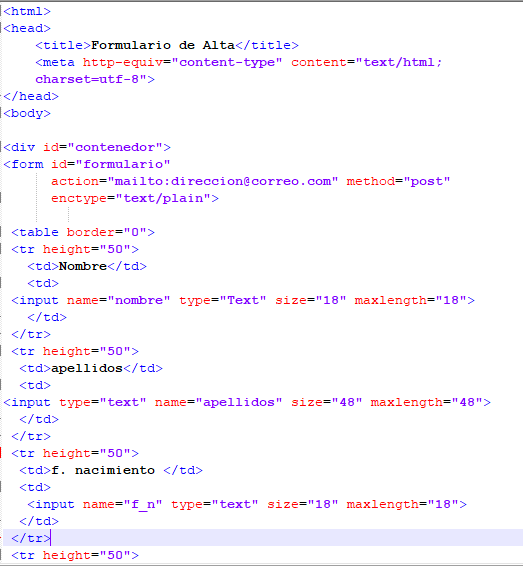 <html>
<head>
<title>Formulario de Alta</title>
<meta http-equiv="content-type" content="text/html;
charset=utf-8">
</head>
<body>
<div id="contenedor">
<form id="formulario"
action="mailto:direccion@correo.com" method="post"
enctype="text/plain">
<table border="0">
<tr height="50">
<td>Nombre</td>
<td>
<input name="nombre" type="Text" size="18" maxlength="18">
</td>
</tr>
<tr height="50">
<td>apellidos</td>
<td>
<input type="text" name="apellidos" size="48" maxlength="48">
</td>
</tr>
<tr height="50">
<td>f. nacimiento </td>
<td>
<input name="f_n" type="text" size="18" maxlength="18">
</td>
</tr>
<tr height="50">